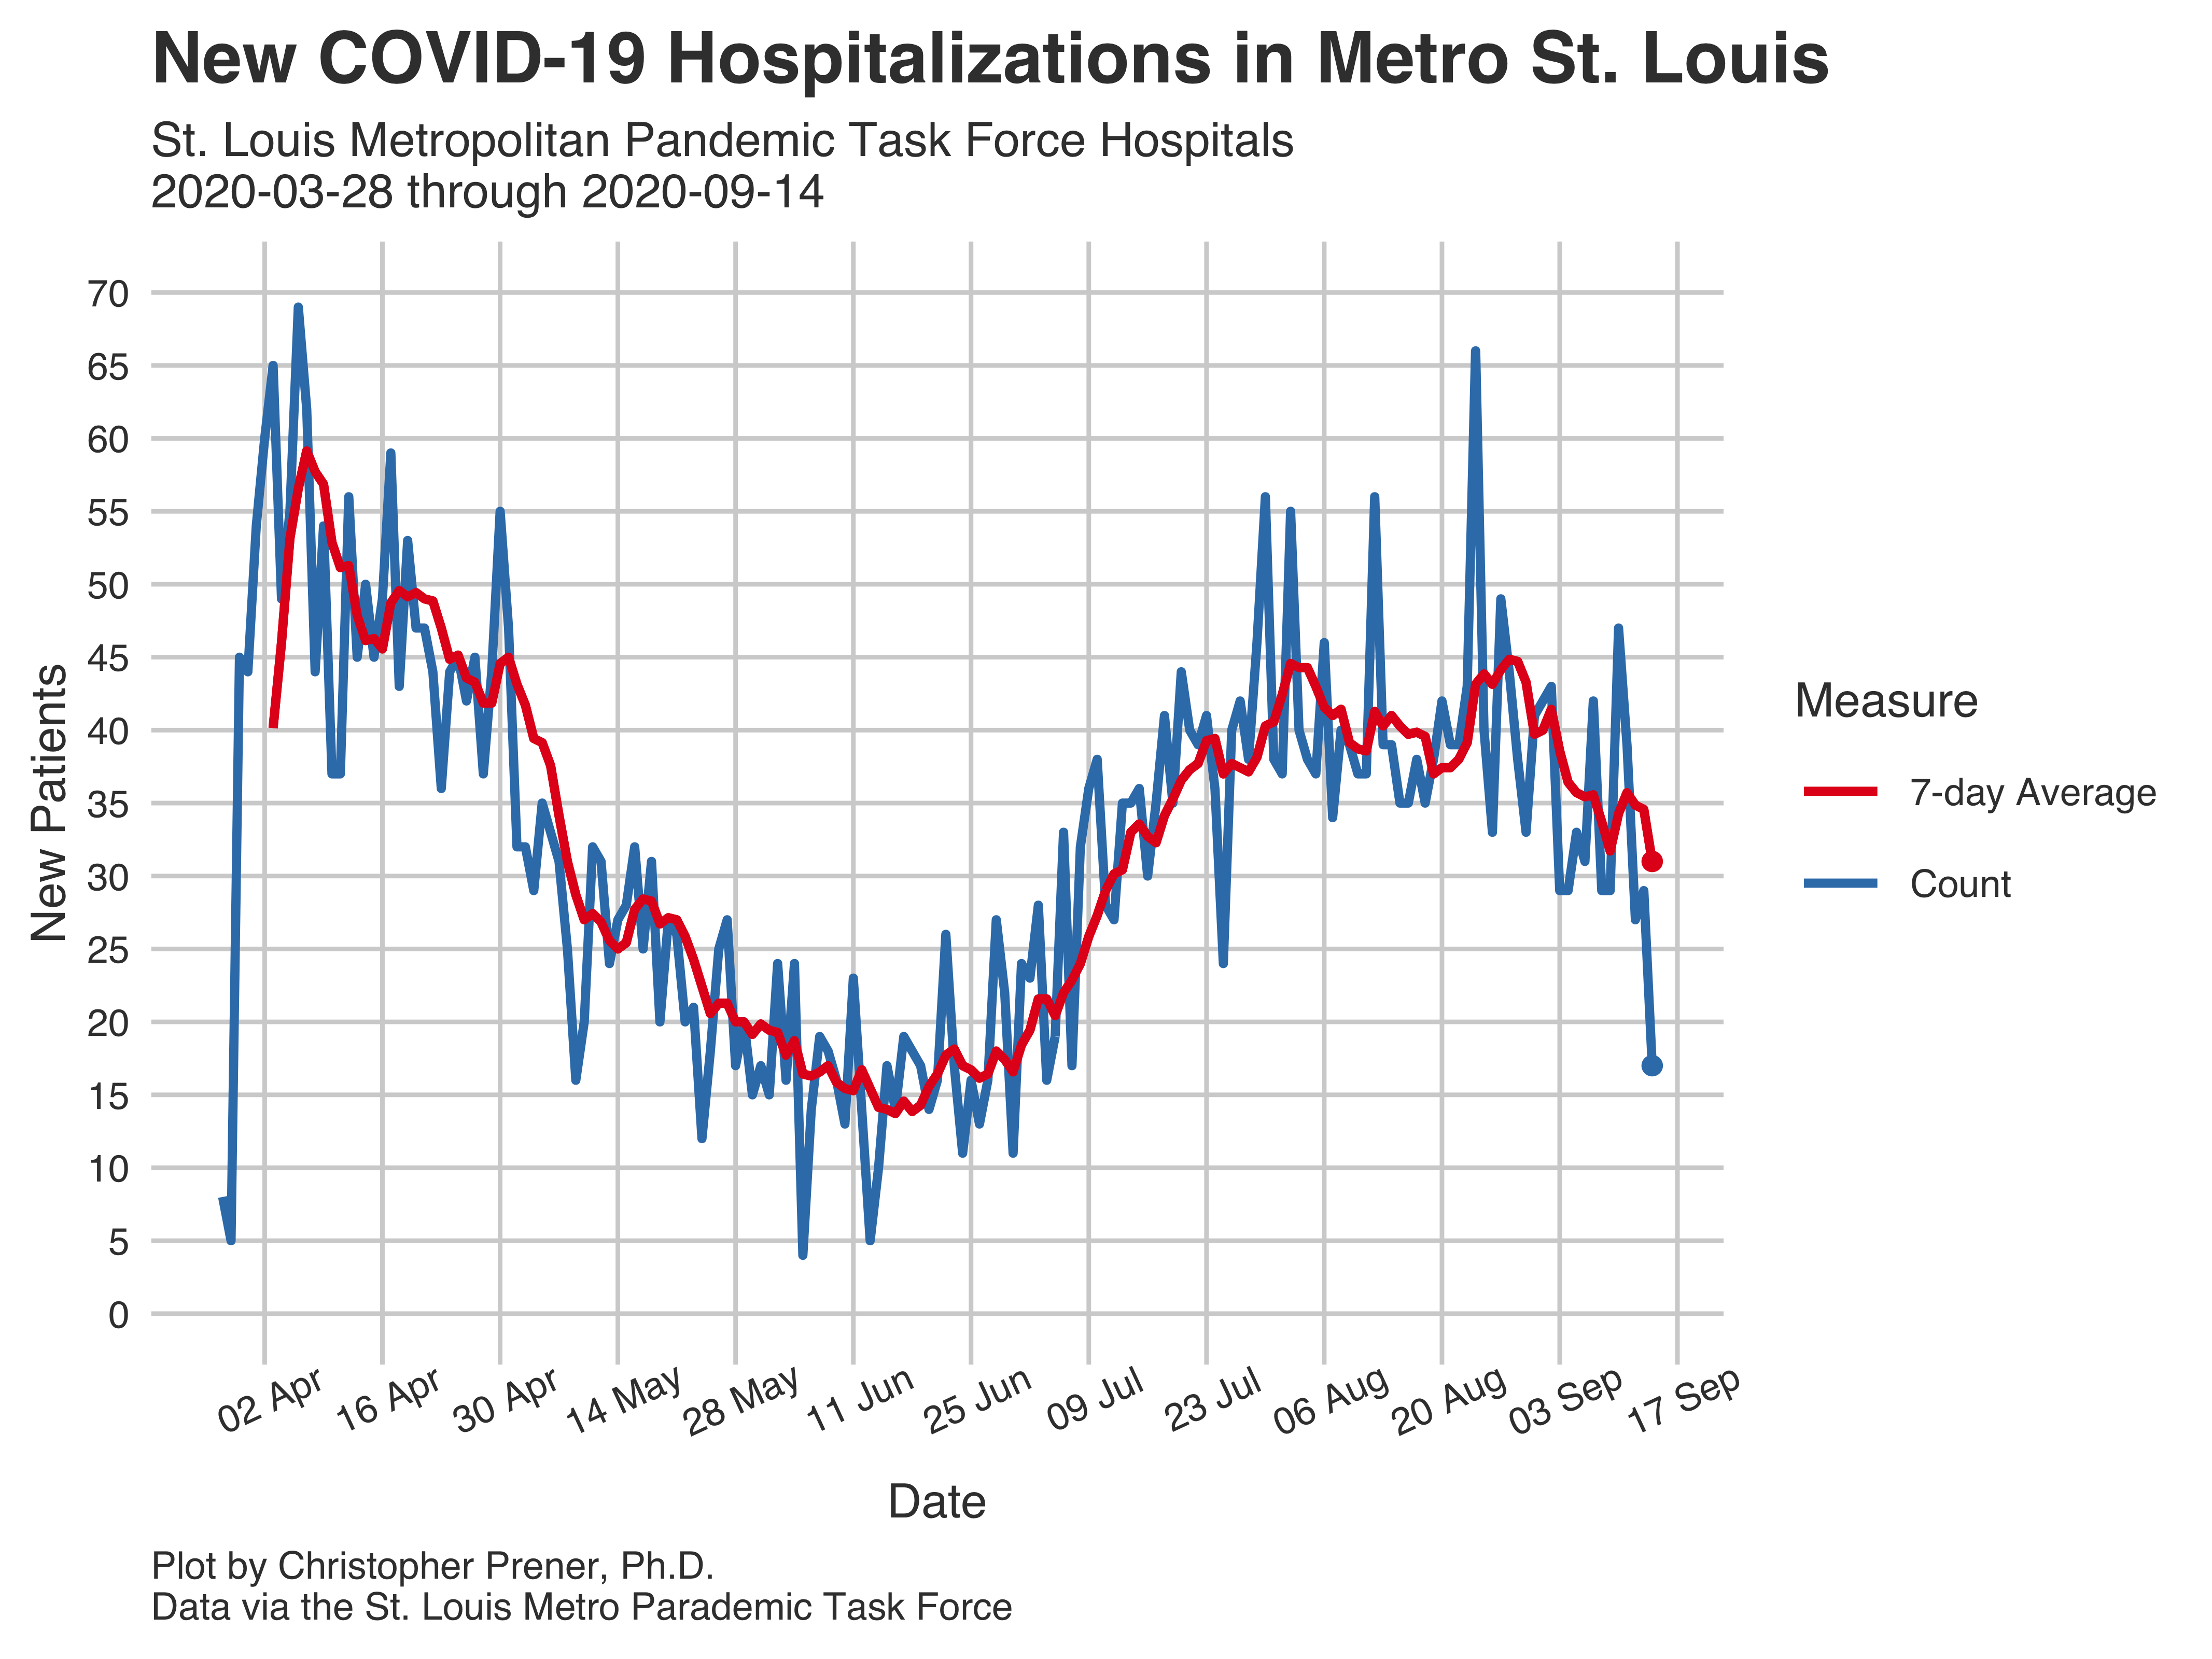 New COVID-19 Hospitalizations in Metro St. Louis
St. Louis Metropolitan Pandemic Task Force Hospitals
2020-03-28 through 2020-09-14
New Patients
70
65
60
55
50
45
40
35
30
25
20
15
10
5
0
02 Apr
16 Apr
30 Apr
14 May
28 May
11 Jun
25 Jun
09 Jul
23 Jul
06 Aug
20 Aug
03 Sep
17 Sep
Date
Measure
7-day Average
Count
Plot by Christopher Prener, Ph.D.
Data via the St. Louis Metro Parademic Task Force